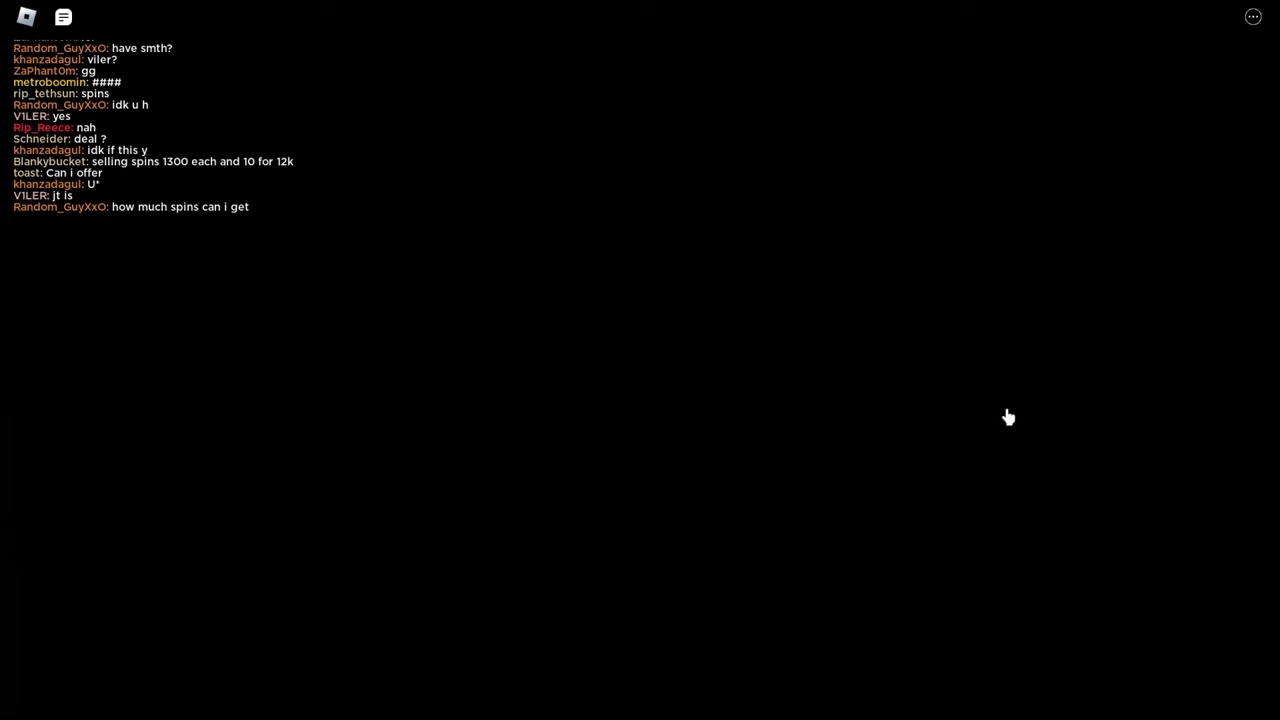 Random_GuyXxO: have smth?
khanzadagul: viler?
ZaPhant0m: gg
metroboomin: ####
rip_tethsun: spins
Random_GuyXxO: idk u h
V1LER: yes
Rip_Reece: nah
Schneider: deal ?
khanzadagul: idk if this y
Blankybucket: selling spins 1300 each and 10 for 12k
toast: Can i offer
khanzadagul: U*
V1LER: jt is
Random_GuyXxO: how much spins can i get